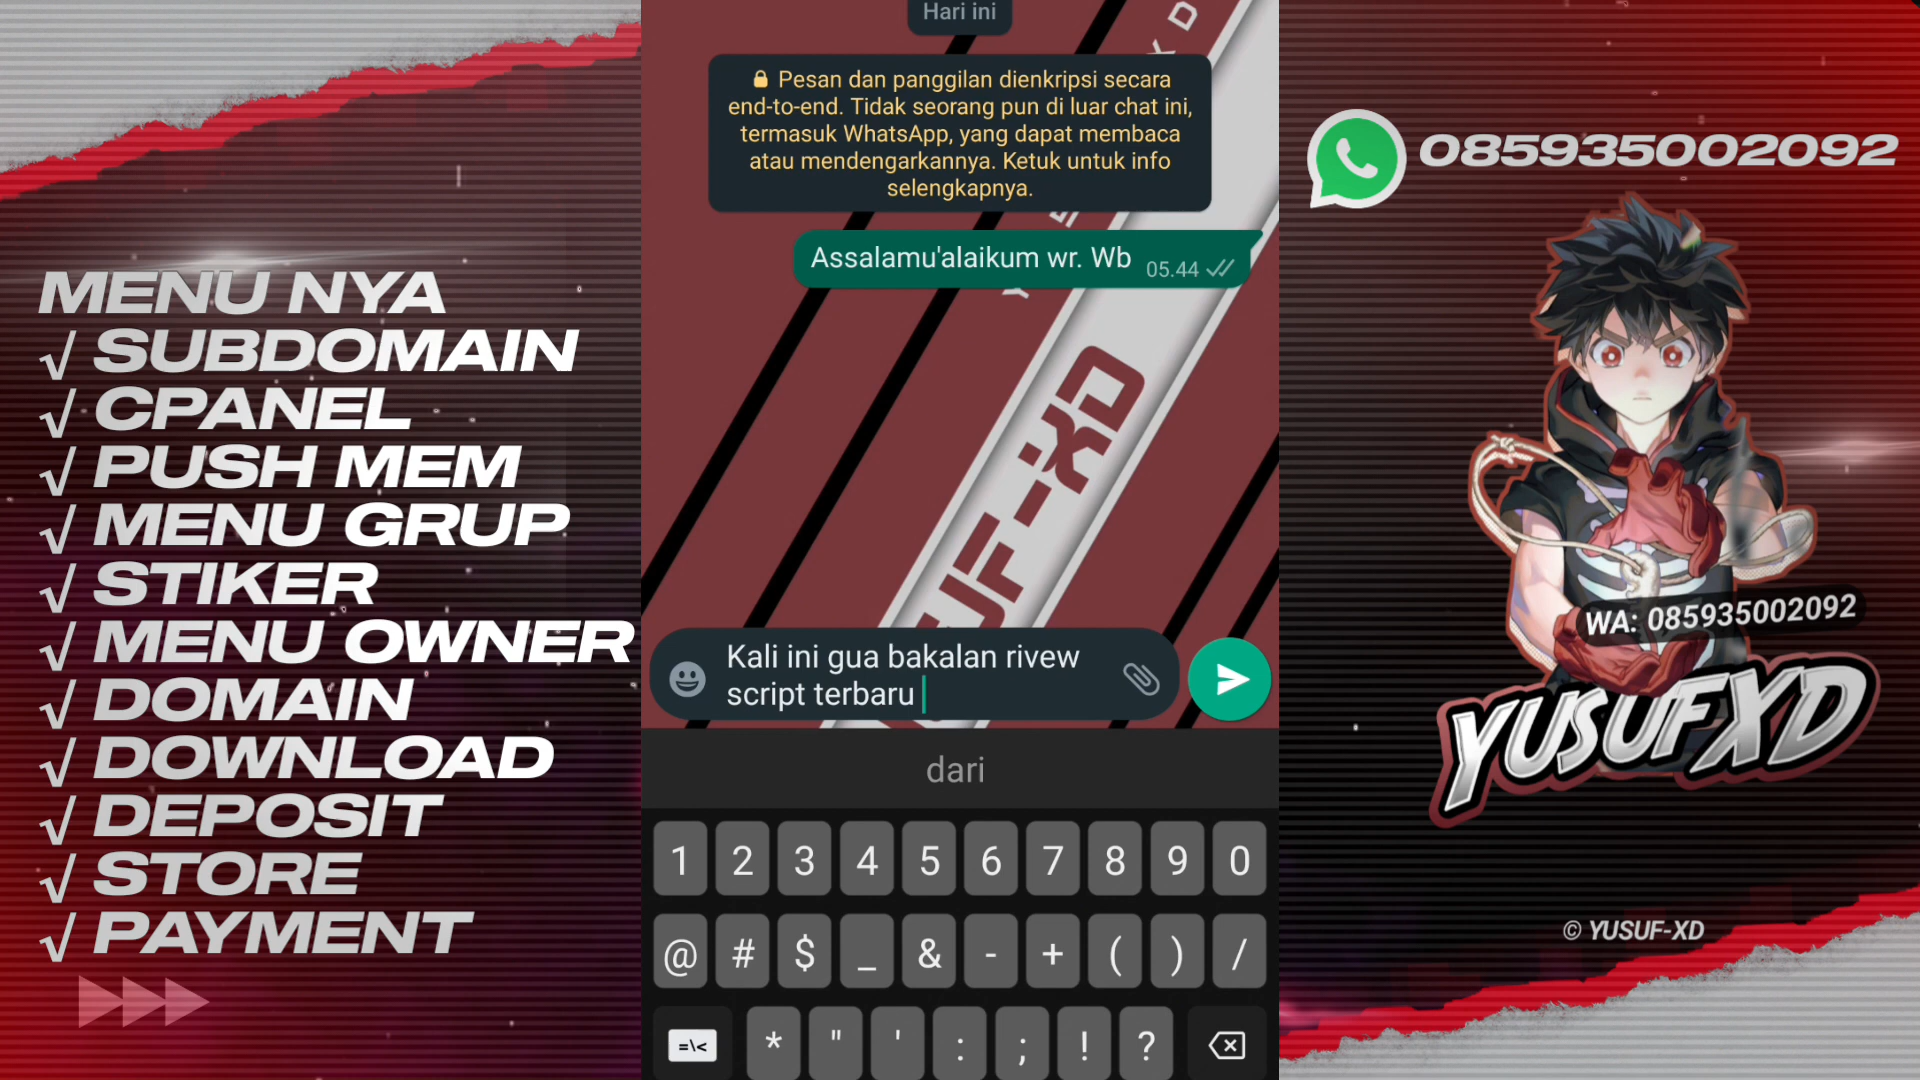 MENU NYA
√ SUBDOMAIN
√ CPANEL
√ PUSH MEM
√ MENU GRUP
√ STIKER
√ MENU OWNER
√ DOMAIN
√ DOWNLOAD
√ DEPOSIT
√ STORE
√ PAYMENT
Hari ini
Pesan dan panggilan dienkripsi secara
end-to-end. Tidak seorang pun di luar chat ini,
termasuk WhatsApp, yang dapat membaca
atau mendengarkannya. Ketuk untuk info
selengkapnya.
Assalamu'alaikum wr. Wb 05.44
UF-XD
Kali ini gua bakalan rivew
script terbaru
dari
1 2 3 4 5 6 7 8 9 0
@ # $ _ & - + ( ) /
=\< * " ' : ; ! ?
085935002092
WA: 085935002092
YUSUFXD
© YUSUF-XD